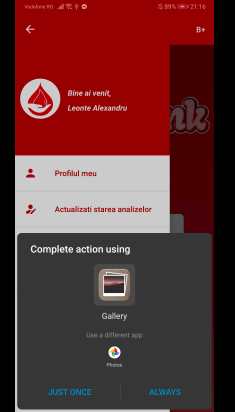 Vodafone RO
89% 21:16
B+
Bine ai venit,
Leonte Alexandru
nk
Profilul meu
Actualizati starea analizelor
Complete action using
Gallery
Use a different app
Photos
JUST ONCE
ALWAYS